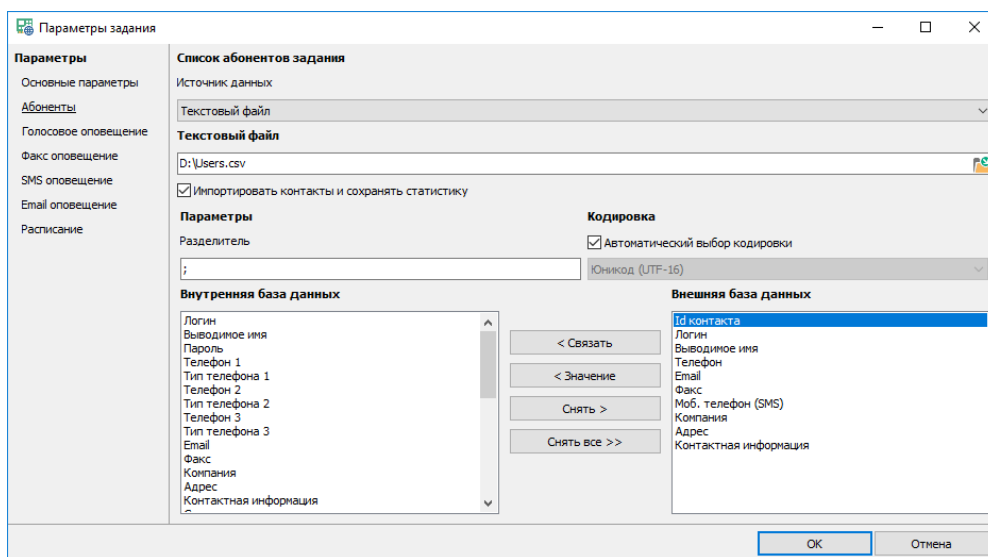 Параметры задания
Параметры
Основные параметры
Абоненты
Голосовое оповещение
Факс оповещение
SMS оповещение
Email оповещение
Расписание
Список абонентов задания
Источник данных
Текстовый файл
Текстовый файл
D:\Users.csv
Импортировать контакты и сохранять статистику
Параметры
Разделитель
;
Кодировка
Автоматический выбор кодировки
Юникод (UTF-16)
Внутренняя база данных
Логин
Выводимое имя
Пароль
Телефон 1
Тип телефона 1
Телефон 2
Тип телефона 2
Телефон 3
Тип телефона 3
Email
Факс
Компания
Адрес
Контактная информация
< Связать
< Значение
Снять >
Снять все >>
Внешняя база данных
Id контакта
Логин
Выводимое имя
Телефон
Email
Факс
Моб. телефон (SMS)
Компания
Адрес
Контактная информация
OK
Отмена